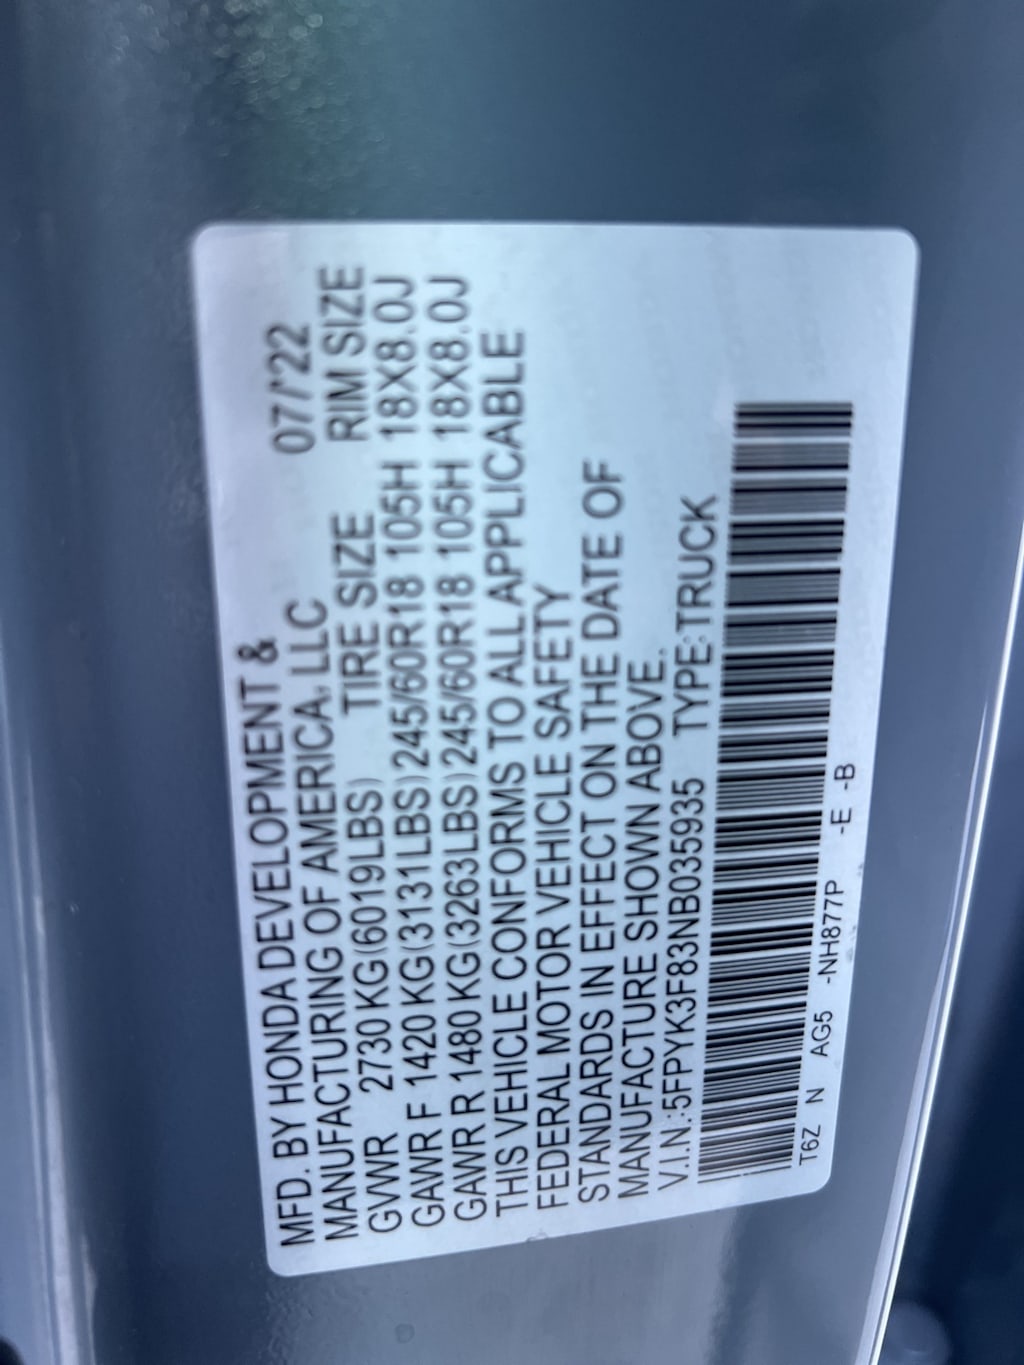 MFD. BY HONDA DEVELOPMENT &
MANUFACTURING OF AMERICA, LLC 07/'22
GVWR 2730 KG(6019LBS) TIRE SIZE RIM SIZE
GAWR F 1420 KG(3131LBS)245/60R18 105H 18X8.0J
GAWR R 1480 KG(3263LBS)245/60R18 105H 18X8.0J
THIS VEHICLE CONFORMS TO ALL APPLICABLE
FEDERAL MOTOR VEHICLE SAFETY
STANDARDS IN EFFECT ON THE DATE OF
MANUFACTURE SHOWN ABOVE.
V.I.N.:5FPYK3F83NB035935 TYPE:TRUCK
T6Z N AG5 -NH877P -E -B